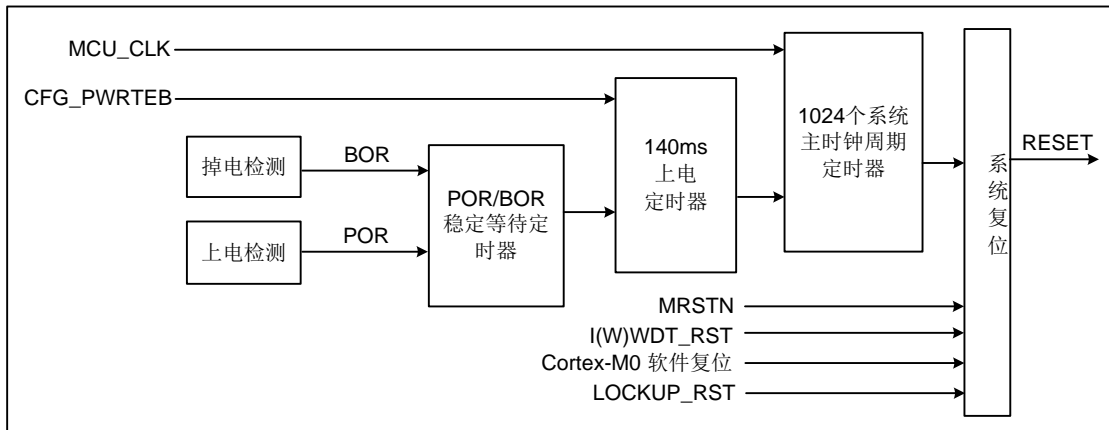 MCU_CLK
CFG_PWRTEB
掉电检测
BOR
上电检测
POR
POR/BOR
稳定等待定
时器
140ms
上电
定时器
1024个系统
主时钟周期
定时器
系统复位
RESET
MRSTN
I(W)WDT_RST
Cortex-M0 软件复位
LOCKUP_RST